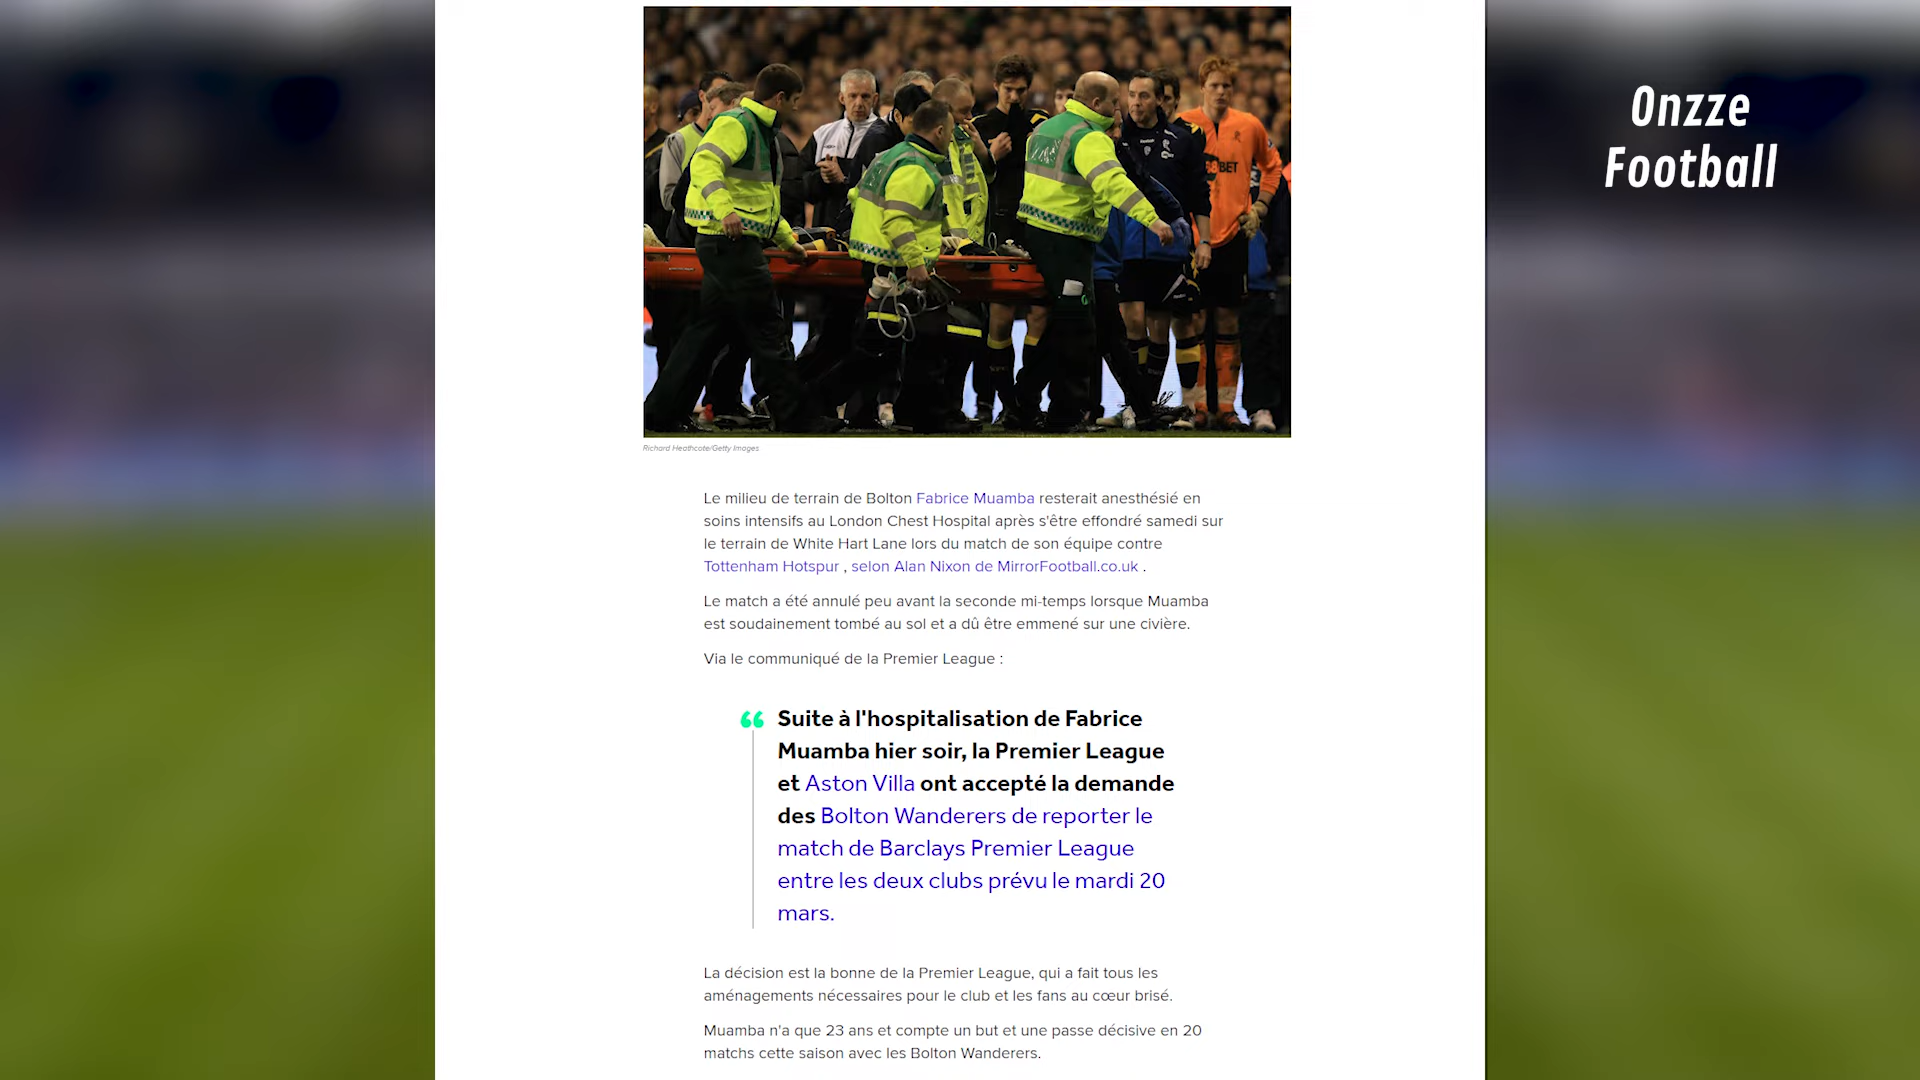 Onzze
Football
BET
Richard Heathcote/Getty Images
Le milieu de terrain de Bolton Fabrice Muamba resterait anesthésié en
soins intensifs au London Chest Hospital après s'être effondré samedi sur
le terrain de White Hart Lane lors du match de son équipe contre
Tottenham Hotspur , selon Alan Nixon de MirrorFootball.co.uk .
Le match a été annulé peu avant la seconde mi-temps lorsque Muamba
est soudainement tombé au sol et a dû être emmené sur une civière.
Via le communiqué de la Premier League :
Suite à l'hospitalisation de Fabrice
Muamba hier soir, la Premier League
et Aston Villa ont accepté la demande
des Bolton Wanderers de reporter le
match de Barclays Premier League
entre les deux clubs prévu le mardi 20
mars.
La décision est la bonne de la Premier League, qui a fait tous les
aménagements nécessaires pour le club et les fans au cœur brisé.
Muamba n'a que 23 ans et compte un but et une passe décisive en 20
matchs cette saison avec les Bolton Wanderers.